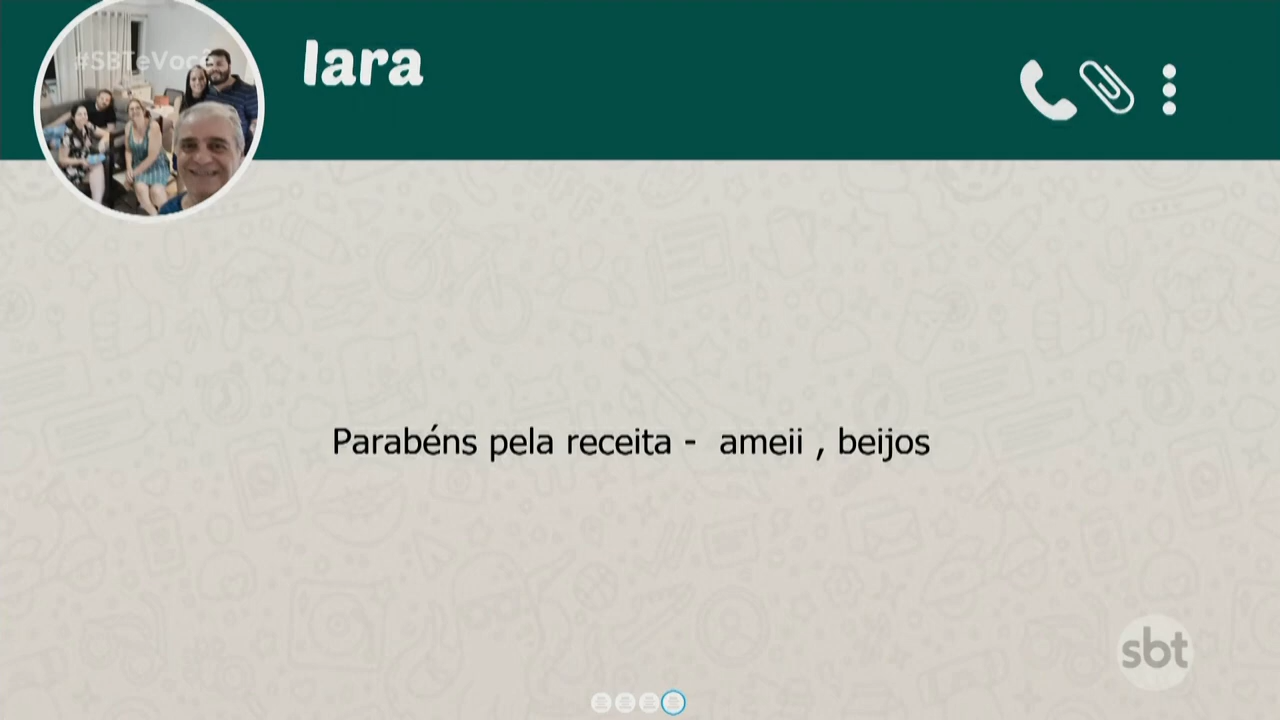 #SBTeVocê
Iara
Parabéns pela receita -  ameii , beijos
sbt